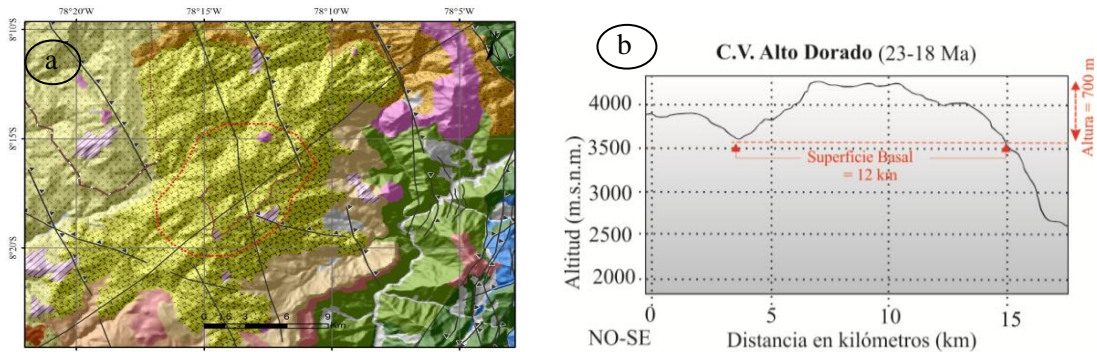 78°20'S
78°15'S
78°10'S
78°5'S
8°10'S
8°15'S
8°20'S
a
0 1.5 3 6 9
Km
b
C.V. Alto Dorado (23-18 Ma)
Altitud (m.s.n.m.)
4000
3500
3000
2500
2000
Superficie Basal
= 12 km
Altura = 700 m
0
5
10
15
NO-SE
Distancia en kilómetros (km)